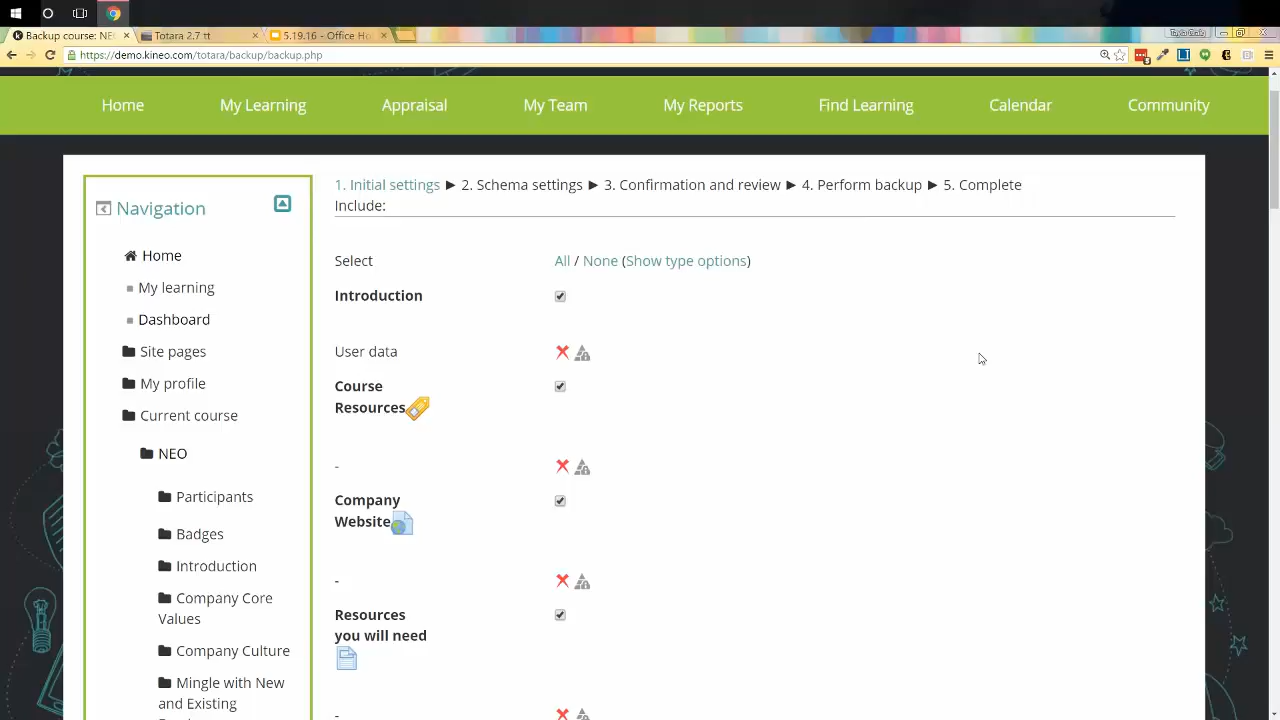 Backup course: NEO
Totara 2.7 tt
5.19.16 - Office Ho
https://demo.kineo.com/totara/backup/backup.php
Home My Learning Appraisal My Team My Reports Find Learning Calendar Community
1. Initial settings ► 2. Schema settings ► 3. Confirmation and review ► 4. Perform backup ► 5. Complete
Include:
Navigation
Home
My learning
Dashboard
Site pages
My profile
Current course
NEO
Participants
Badges
Introduction
Company Core
Values
Company Culture
Mingle with New
and Existing
Select All / None (Show type options)
Introduction
User data
Course
Resources
-
Company
Website
-
Resources
you will need
-